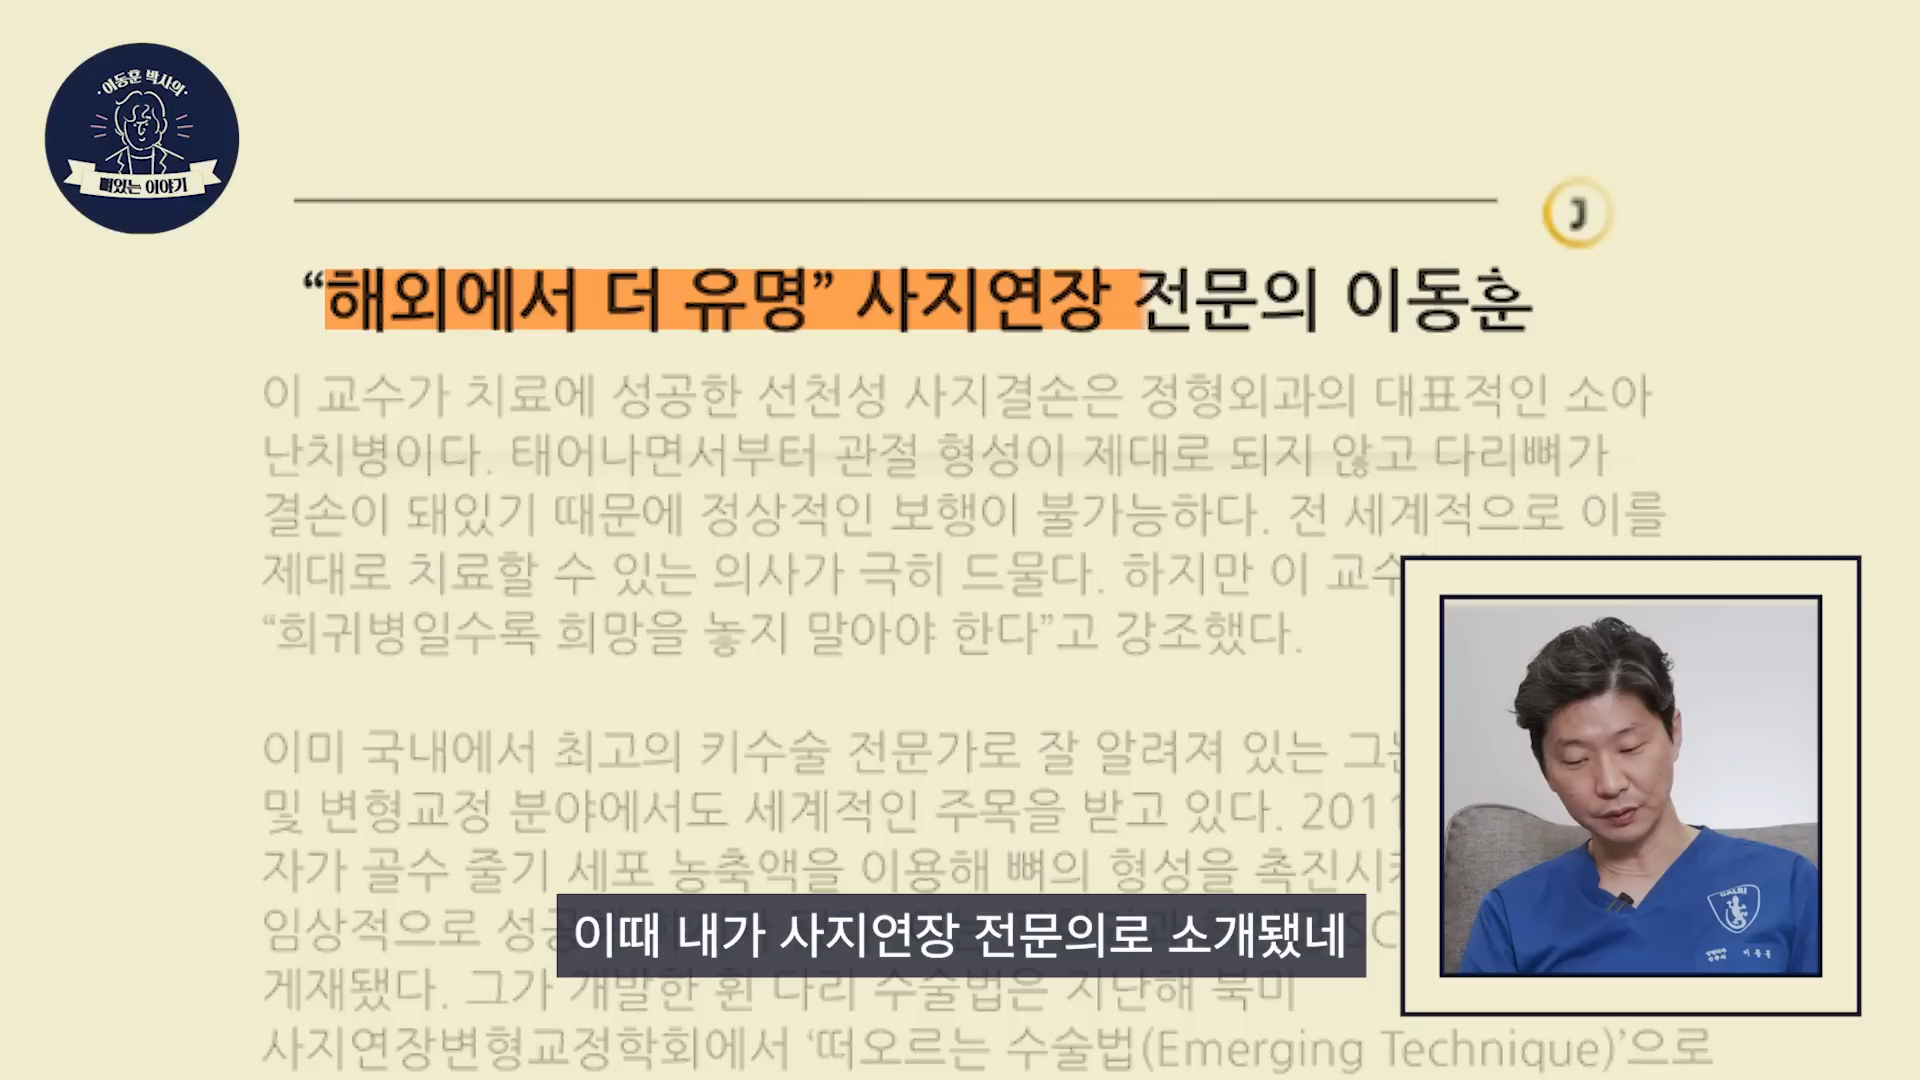 ·이동훈 박사의·
뼈있는 이야기
J
“해외에서 더 유명” 사지연장 전문의 이동훈
이 교수가 치료에 성공한 선천성 사지결손은 정형외과의 대표적인 소아
난치병이다. 태어나면서부터 관절 형성이 제대로 되지 않고 다리뼈가
결손이 돼있기 때문에 정상적인 보행이 불가능하다. 전 세계적으로 이를
제대로 치료할 수 있는 의사가 극히 드물다. 하지만 이 교수
“희귀병일수록 희망을 놓지 말아야 한다”고 강조했다.
이미 국내에서 최고의 키수술 전문가로 잘 알려져 있는
및 변형교정 분야에서도 세계적인 주목을 받고 있다. 2011
자가 골수 줄기 세포 농축액을 이용해 뼈의 형성을
임상적으로
게재됐다. 그가 개발한 휜 다리 수술법은 지난해 북미
사지연장변형교정학회에서 ‘떠오르는 수술법(Emerging Technique)’으로
이때 내가 사지연장 전문의로 소개됐네
이동훈